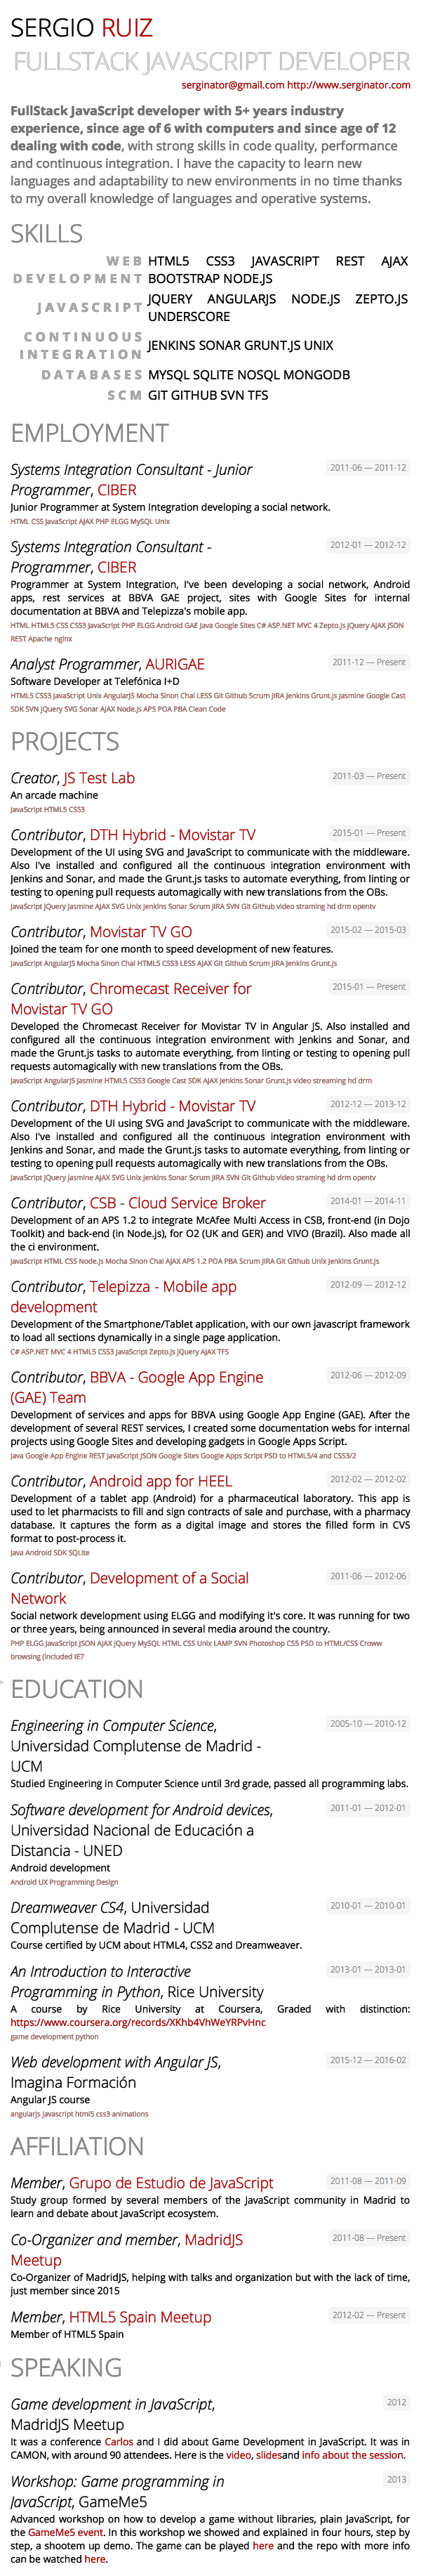 SERGIO RUIZ
FULLSTACK JAVASCRIPT DEVELOPER
serginator@gmail.com http://www.serginator.com
FullStack JavaScript developer with 5+ years industry
experience, since age of 6 with computers and since age of 12
dealing with code, with strong skills in code quality, performance
and continuous integration. I have the capacity to learn new
languages and adaptability to new environments in no time thanks
to my overall knowledge of languages and operative systems.
SKILLS
WEB DEVELOPMENT HTML5 CSS3 JAVASCRIPT REST AJAX
BOOTSTRAP NODE.JS
JAVASCRIPT JQUERY ANGULARJS NODE.JS ZEPTO.JS
UNDERSCORE
CONTINUOUS INTEGRATION JENKINS SONAR GRUNT.JS UNIX
DATABASES MYSQL SQLITE NOSQL MONGODB
SCM GIT GITHUB SVN TFS
EMPLOYMENT
Systems Integration Consultant - Junior 2011-06 — 2011-12
Programmer, CIBER
Junior Programmer at System Integration developing a social network.
HTML CSS JavaScript AJAX PHP ELGG MySQL Unix
Systems Integration Consultant - 2012-01 — 2012-12
Programmer, CIBER
Programmer at System Integration, I've been developing a social network, Android
apps, rest services at BBVA GAE project, sites with Google Sites for internal
documentation at BBVA and Telepizza's mobile app.
HTML HTML5 CSS CSS3 JavaScript PHP ELGG Android GAE Java Google Sites C# ASP.NET MVC 4 Zepto.js jQuery AJAX JSON
REST Apache nginx
Analyst Programmer, AURIGAE 2011-12 — Present
Software Developer at Telefónica I+D
HTML5 CSS3 JavaScript Unix AngularJS Mocha Sinon Chai LESS Git Github Scrum JIRA Jenkins Grunt.js Jasmine Google Cast
SDK SVN jQuery SVG Sonar AJAX Node.js APS POA PBA Clean Code
PROJECTS
Creator, JS Test Lab 2011-03 — Present
An arcade machine
JavaScript HTML5 CSS3
Contributor, DTH Hybrid - Movistar TV 2015-01 — Present
Development of the UI using SVG and JavaScript to communicate with the middleware.
Also I've installed and configured all the continuous integration environment with
Jenkins and Sonar, and made the Grunt.js tasks to automate everything, from linting or
testing to opening pull requests automagically with new translations from the OBs.
JavaScript jQuery Jasmine AJAX SVG Unix Jenkins Sonar Scrum JIRA SVN Git Github video straming hd drm opentv
Contributor, Movistar TV GO 2015-02 — 2015-03
Joined the team for one month to speed development of new features.
JavaScript AngularJS Mocha Sinon Chai HTML5 CSS3 LESS AJAX Git Github Scrum JIRA Jenkins Grunt.js
Contributor, Chromecast Receiver for 2015-01 — Present
Movistar TV GO
Developed the Chromecast Receiver for Movistar TV in Angular JS. Also installed and
configured all the continuous integration environment with Jenkins and Sonar, and
made the Grunt.js tasks to automate everything, from linting or testing to opening pull
requests automagically with new translations from the OBs.
JavaScript AngularJS Jasmine HTML5 CSS3 Google Cast SDK AJAX Jenkins Sonar Grunt.js video streaming hd drm
Contributor, DTH Hybrid - Movistar TV 2012-12 — 2013-12
Development of the UI using SVG and JavaScript to communicate with the middleware.
Also I've installed and configured all the continuous integration environment with
Jenkins and Sonar, and made the Grunt.js tasks to automate everything, from linting or
testing to opening pull requests automagically with new translations from the OBs.
JavaScript jQuery Jasmine AJAX SVG Unix Jenkins Sonar Scrum JIRA SVN Git Github video straming hd drm opentv
Contributor, CSB - Cloud Service Broker 2014-01 — 2014-11
Development of an APS 1.2 to integrate McAfee Multi Access in CSB, front-end (in Dojo
Toolkit) and back-end (in Node.js), for O2 (UK and GER) and VIVO (Brazil). Also made all
the ci environment.
JavaScript HTML CSS Node.js Mocha Sinon Chai AJAX APS 1.2 POA PBA Scrum JIRA Git Github Unix Jenkins Grunt.js
Contributor, Telepizza - Mobile app 2012-09 — 2012-12
development
Development of the Smartphone/Tablet application, with our own javascript framework
to load all sections dynamically in a single page application.
C# ASP.NET MVC 4 HTML5 CSS3 JavaScript Zepto.js jQuery AJAX TFS
Contributor, BBVA - Google App Engine 2012-06 — 2012-09
(GAE) Team
Development of services and apps for BBVA using Google App Engine (GAE). After the
development of several REST services, I created some documentation webs for internal
projects using Google Sites and developing gadgets in Google Apps Script.
Java Google App Engine REST JavaScript JSON Google Sites Google Apps Script PSD to HTML5/4 and CSS3/2
Contributor, Android app for HEEL 2012-02 — 2012-02
Development of a tablet app (Android) for a pharmaceutical laboratory. This app is
used to let pharmacists to fill and sign contracts of sale and purchase, with a pharmacy
database. It captures the form as a digital image and stores the filled form in CVS
format to post-process it.
Java Android SDK SQLite
Contributor, Development of a Social 2011-06 — 2012-06
Network
Social network development using ELGG and modifying it's core. It was running for two
or three years, being announced in several media around the country.
PHP ELGG JavaScript JSON AJAX jQuery MySQL HTML CSS Unix LAMP SVN Photoshop CS5 PSD to HTML/CSS Croww
browsing (included IE7
EDUCATION
Engineering in Computer Science, 2005-10 — 2010-12
Universidad Complutense de Madrid -
UCM
Studied Engineering in Computer Science until 3rd grade, passed all programming labs.
Software development for Android devices, 2011-01 — 2012-01
Universidad Nacional de Educación a
Distancia - UNED
Android development
Android UX Programming Design
Dreamweaver CS4, Universidad 2010-01 — 2010-01
Complutense de Madrid - UCM
Course certified by UCM about HTML4, CSS2 and Dreamweaver.
An Introduction to Interactive 2013-01 — 2013-01
Programming in Python, Rice University
A course by Rice University at Coursera, Graded with distinction:
https://www.coursera.org/records/XKhb4VhWeYRPvHnc
game development python
Web development with Angular JS, 2015-12 — 2016-02
Imagina Formación
Angular JS course
angularjs javascript html5 css3 animations
AFFILIATION
Member, Grupo de Estudio de JavaScript 2011-08 — 2011-09
Study group formed by several members of the JavaScript community in Madrid to
learn and debate about JavaScript ecosystem.
Co-Organizer and member, MadridJS 2011-08 — Present
Meetup
Co-Organizer of MadridJS, helping with talks and organization but with the lack of time,
just member since 2015
Member, HTML5 Spain Meetup 2012-02 — Present
Member of HTML5 Spain
SPEAKING
Game development in JavaScript, 2012
MadridJS Meetup
It was a conference Carlos and I did about Game Development in JavaScript. It was in
CAMON, with around 90 attendees. Here is the video, slidesand info about the session.
Workshop: Game programming in 2013
JavaScript, GameMe5
Advanced workshop on how to develop a game without libraries, plain JavaScript, for
the GameMe5 event. In this workshop we showed and explained in four hours, step by
step, a shootem up demo. The game can be played here and the repo with more info
can be watched here.